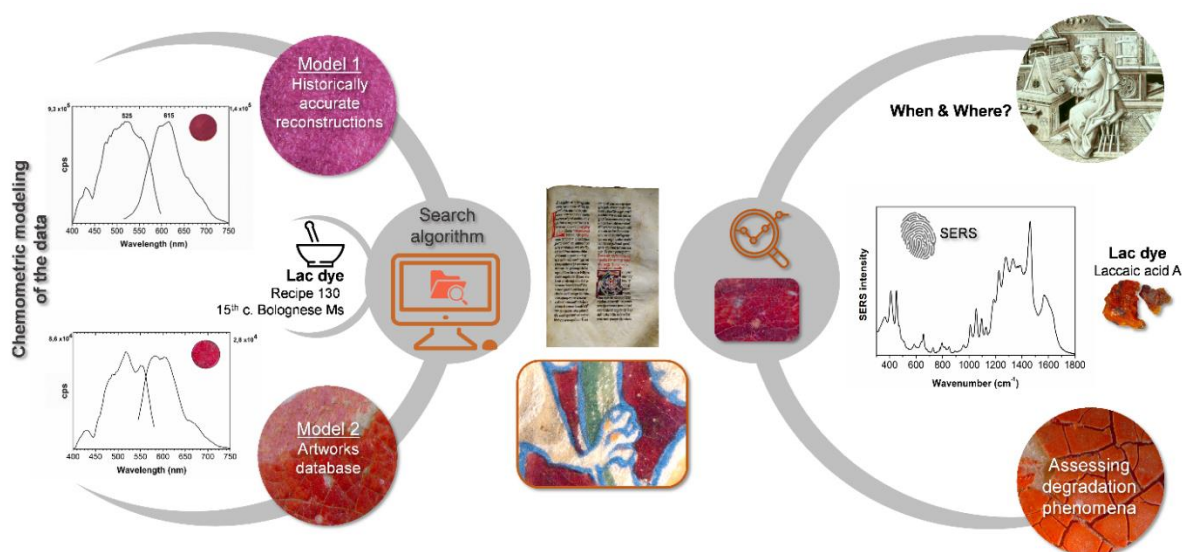 Chemometric modeling
of the data
Model 1
Historically
accurate
reconstructions
9,3 x10⁵
1,4 x10⁵
525
615
cps
400 450 500 550 600 650 700 750
Wavelength (nm)
Lac dye
Recipe 130
15th c. Bolognese Ms
Search
algorithm
5,6 x10⁴
2,8 x10⁴
cps
400 450 500 550 600 650 700 750
Wavelength (nm)
Model 2
Artworks
database
When & Where?
SERS
SERS intensity
400 600 800 1000 1200 1400 1600 1800
Wavenumber (cm⁻¹)
Lac dye
Laccaic acid A
Assessing
degradation
phenomena